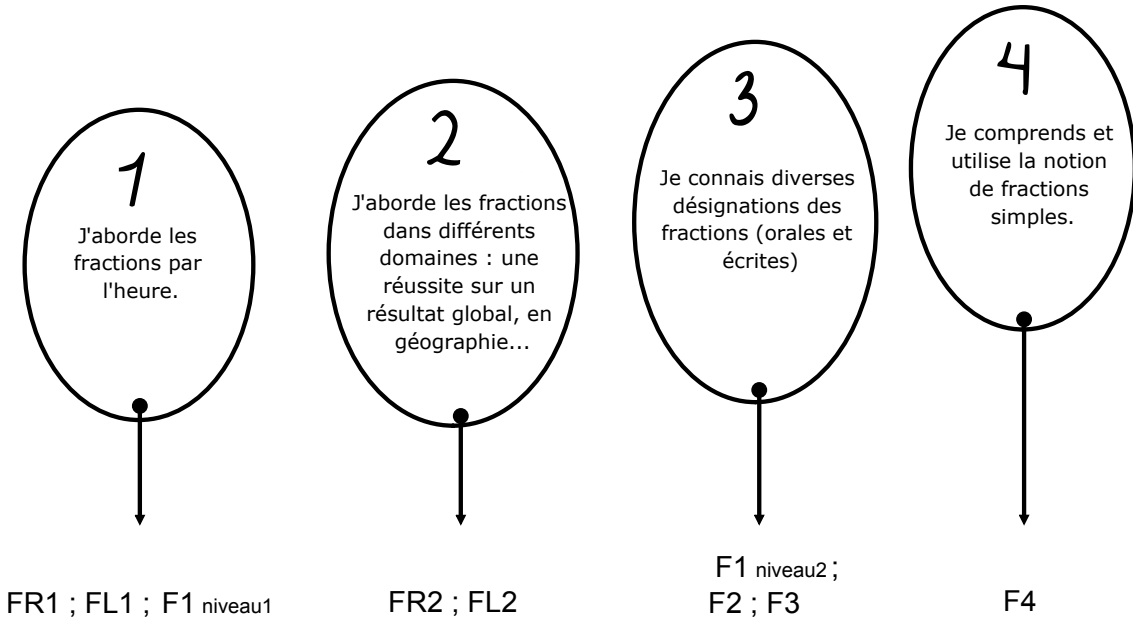 1
J'aborde les
fractions par
l'heure.
FR1 ; FL1 ; F1 niveau1
2
J'aborde les fractions
dans différents
domaines : une
réussite sur un
résultat global, en
géographie...
FR2 ; FL2
3
Je connais diverses
désignations des
fractions (orales et
écrites)
F1 niveau2 ;
F2 ; F3
4
Je comprends et
utilise la notion
de fractions
simples.
F4